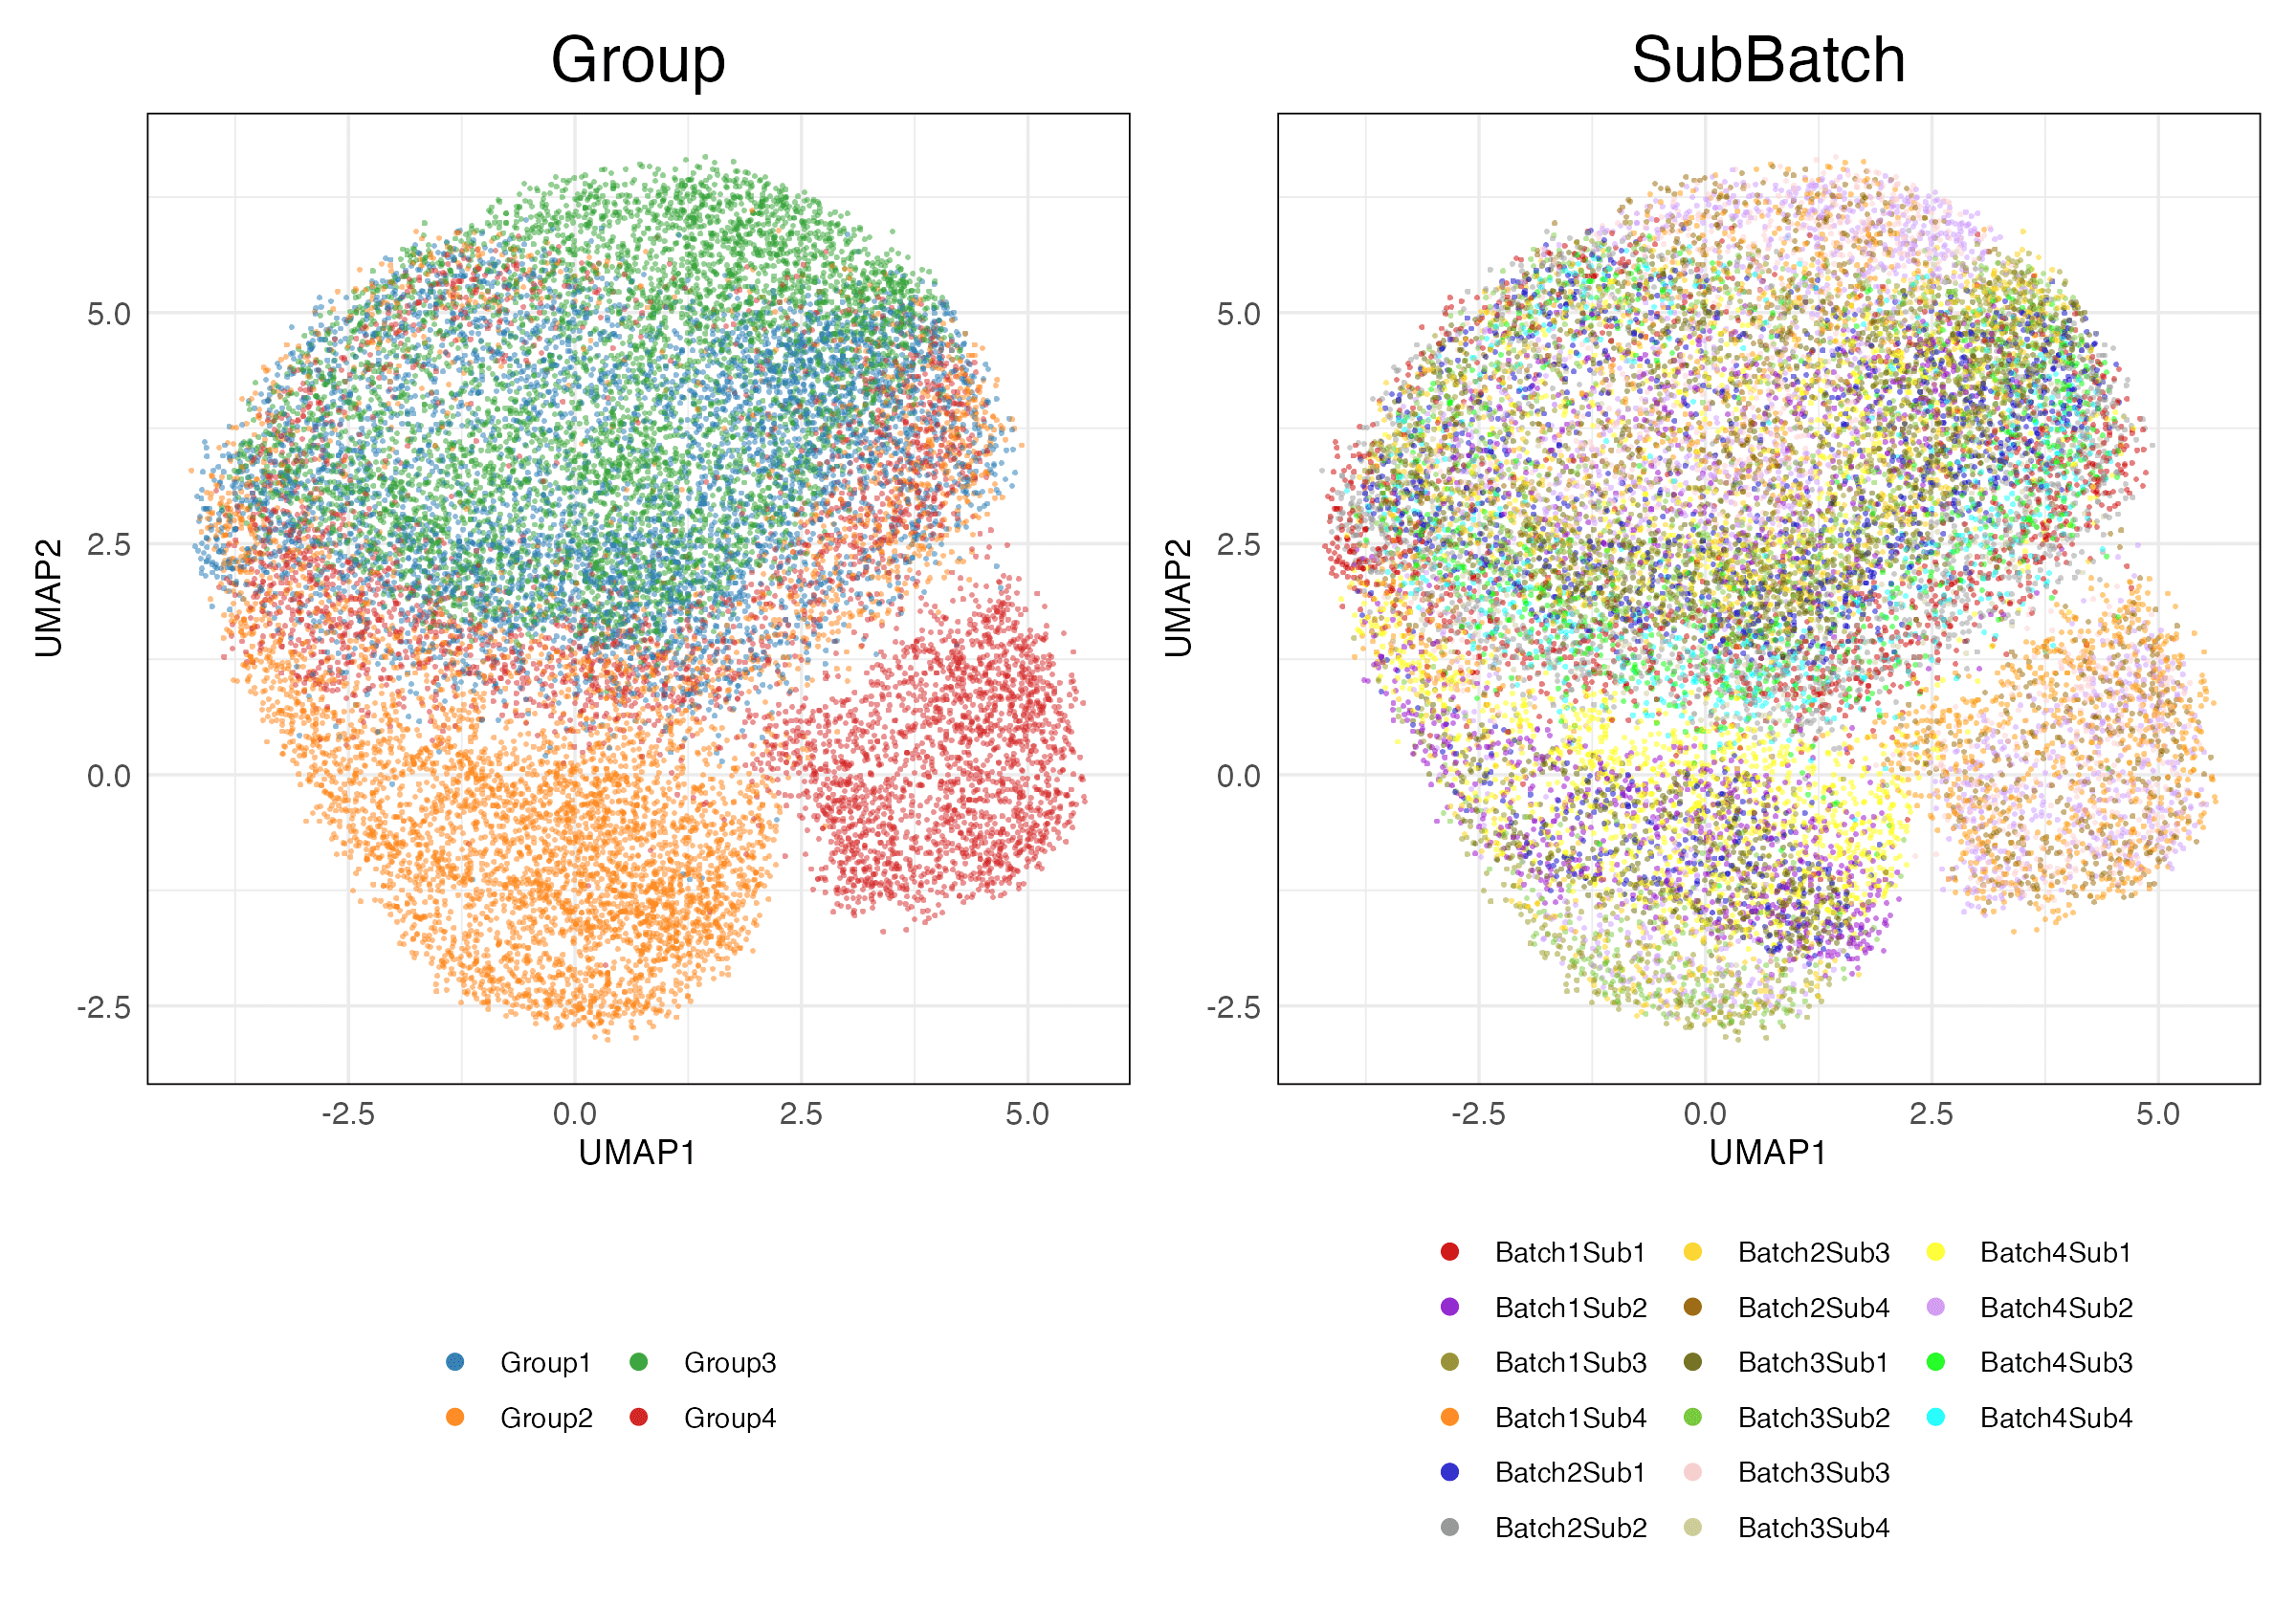 Group
SubBatch
UMAP2
5.0
2.5
0.0
-2.5
-2.5 0.0 2.5 5.0
UMAP1
UMAP2
5.0
2.5
0.0
-2.5
-2.5 0.0 2.5 5.0
UMAP1
Group1 Group3
Group2 Group4
Batch1Sub1 Batch2Sub3 Batch4Sub1
Batch1Sub2 Batch2Sub4 Batch4Sub2
Batch1Sub3 Batch3Sub1 Batch4Sub3
Batch1Sub4 Batch3Sub2 Batch4Sub4
Batch2Sub1 Batch3Sub3
Batch2Sub2 Batch3Sub4